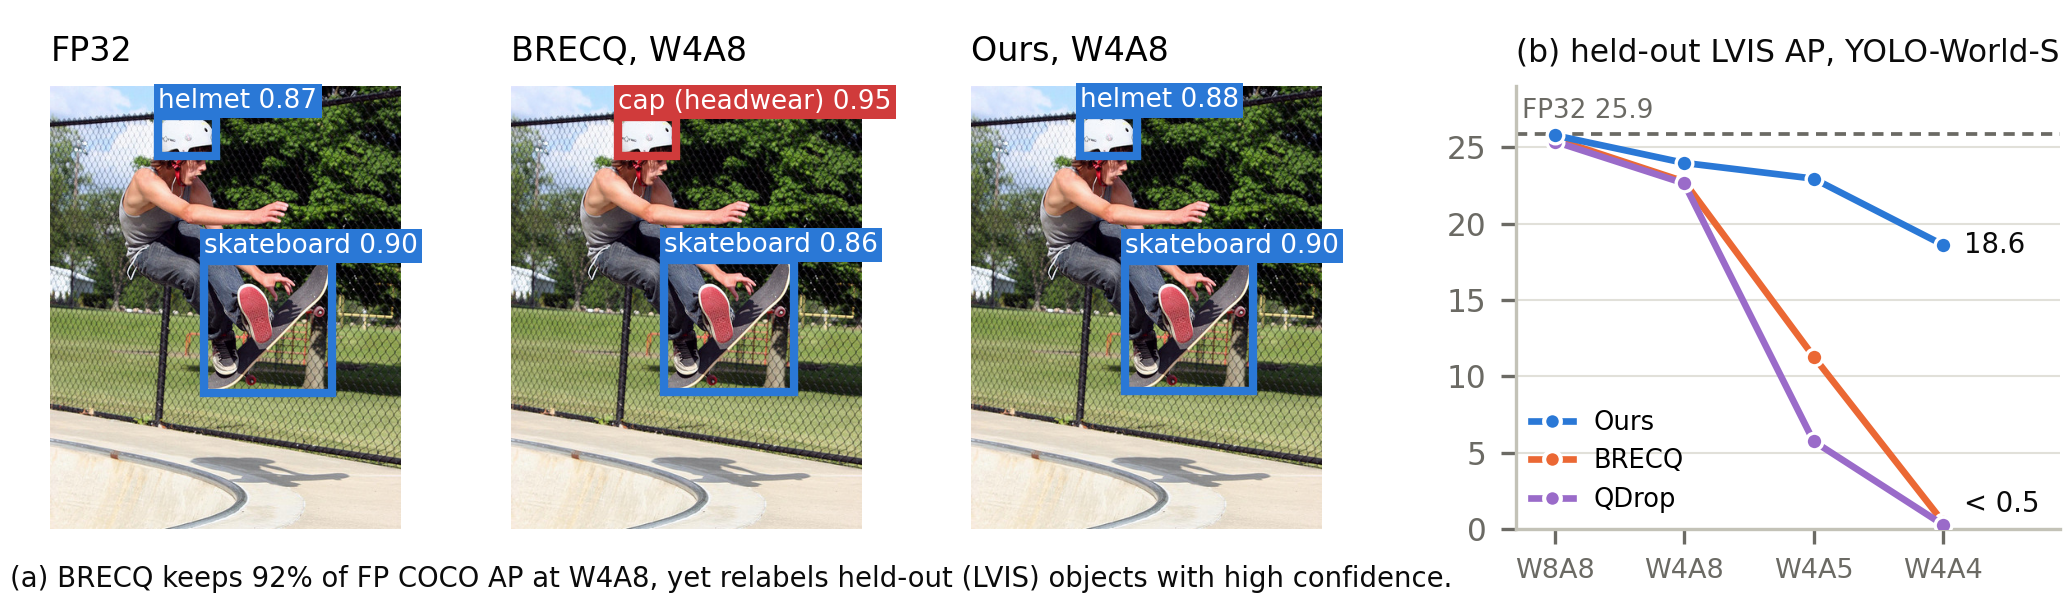 FP32
helmet 0.87
skateboard 0.90
BRECQ, W4A8
cap (headwear) 0.95
skateboard 0.86
Ours, W4A8
helmet 0.88
skateboard 0.90
(a) BRECQ keeps 92% of FP COCO AP at W4A8, yet relabels held-out (LVIS) objects with high confidence.
(b) held-out LVIS AP, YOLO-World-S
FP32 25.9
25
20
15
10
5
0
18.6
< 0.5
Ours
BRECQ
QDrop
W8A8 W4A8 W4A5 W4A4